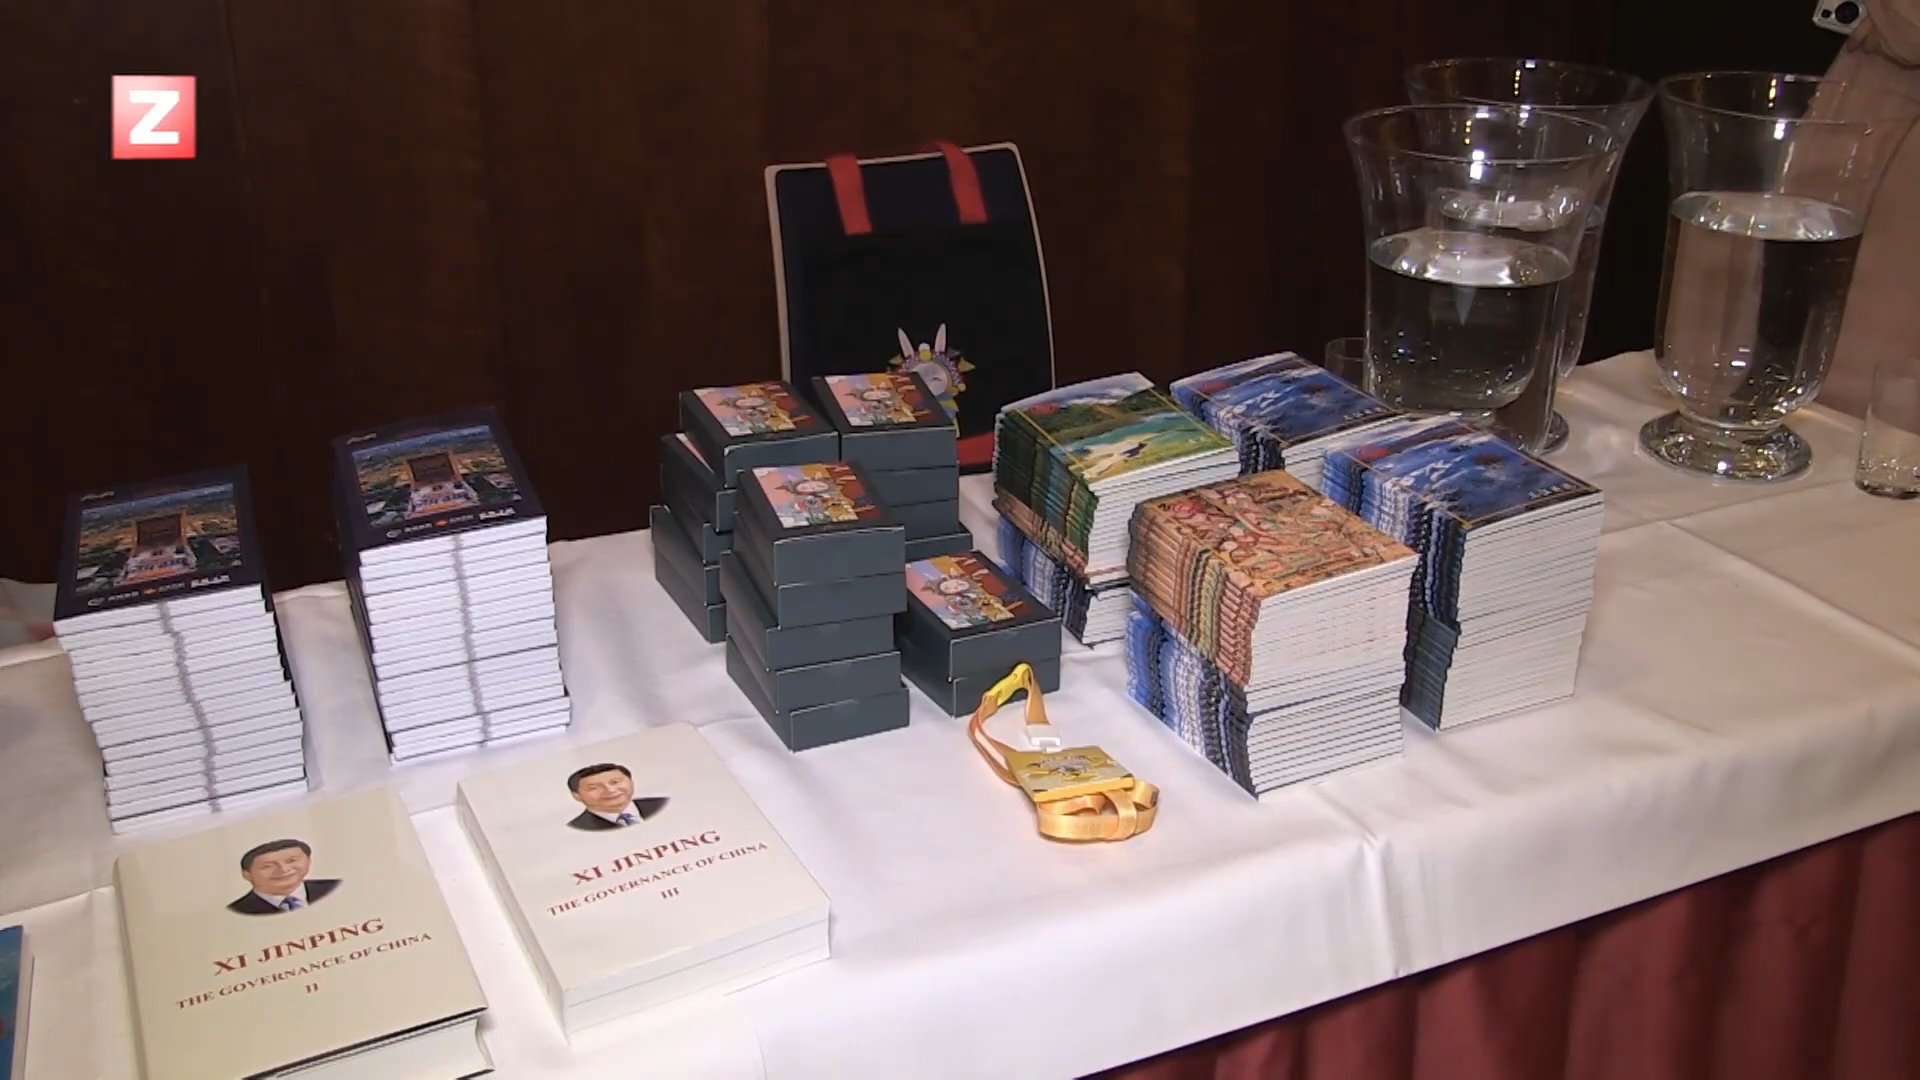 Z
XI JINPING
THE GOVERNANCE OF CHINA
II
XI JINPING
THE GOVERNANCE OF CHINA
III